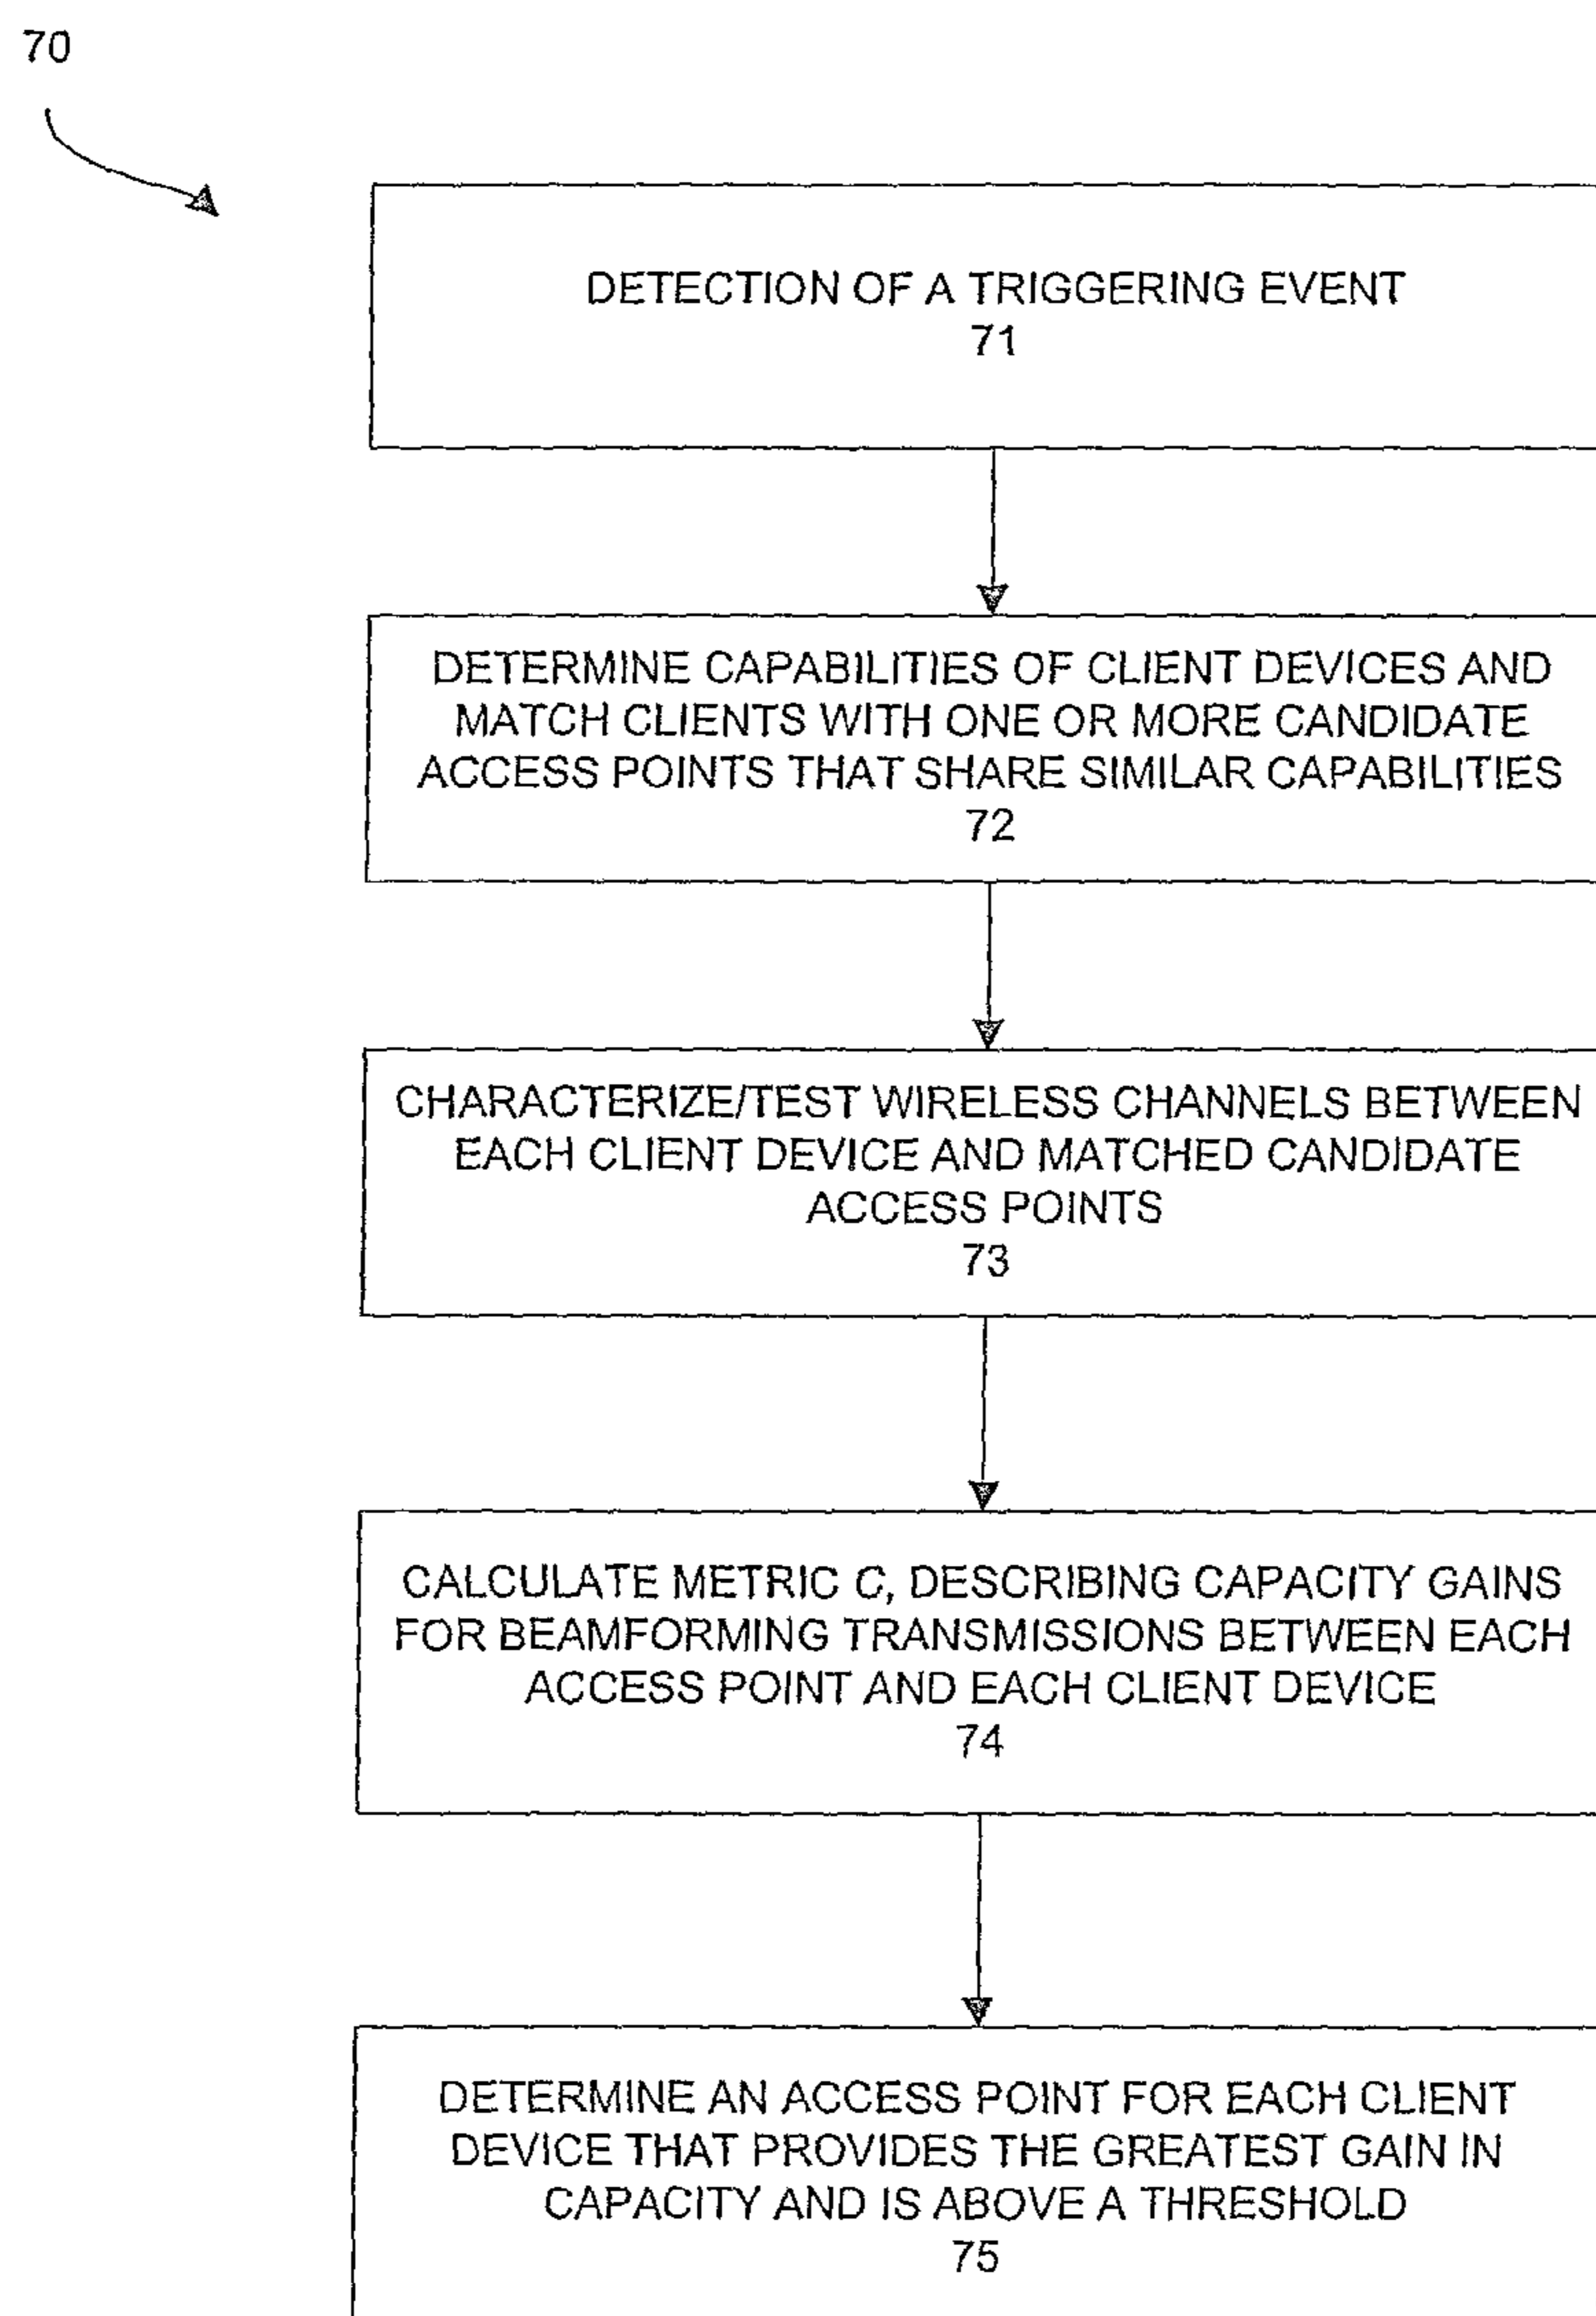 70
DETECTION OF A TRIGGERING EVENT
71
DETERMINE CAPABILITIES OF CLIENT DEVICES AND
MATCH CLIENTS WITH ONE OR MORE CANDIDATE
ACCESS POINTS THAT SHARE SIMILAR CAPABILITIES
72
CHARACTERIZE/TEST WIRELESS CHANNELS BETWEEN
EACH CLIENT DEVICE AND MATCHED CANDIDATE
ACCESS POINTS
73
CALCULATE METRIC C, DESCRIBING CAPACITY GAINS
FOR BEAMFORMING TRANSMISSIONS BETWEEN EACH
ACCESS POINT AND EACH CLIENT DEVICE
74
DETERMINE AN ACCESS POINT FOR EACH CLIENT
DEVICE THAT PROVIDES THE GREATEST GAIN IN
CAPACITY AND IS ABOVE A THRESHOLD
75